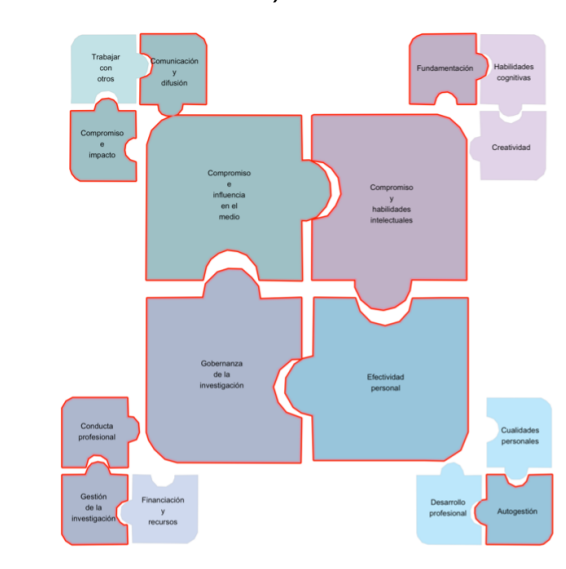 Trabajar
con
otros
Comunicación
y
difusión
Compromiso
e
impacto
Fundamentación
Habilidades
cognitivas
Creatividad
Compromiso
e
influencia
en el
medio
Compromiso
y
habilidades
intelectuales
Gobernanza
de la
investigación
Efectividad
personal
Conducta
profesional
Gestión
de la
investigación
Financiación
y
recursos
Cualidades
personales
Desarrollo
profesional
Autogestión